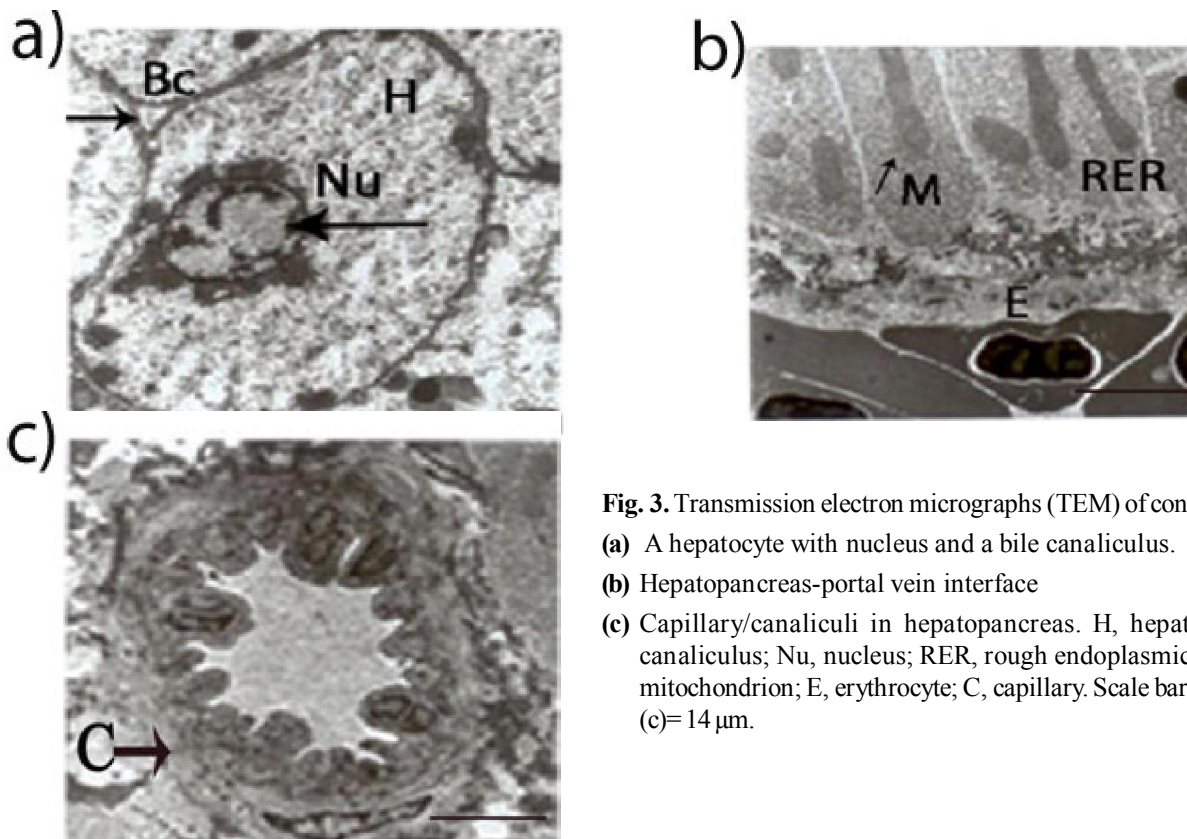 a)
Bc
H
Nu
b)
M
RER
E
c)
C
Fig. 3. Transmission electron micrographs (TEM) of con
(a) A hepatocyte with nucleus and a bile canaliculus.
(b) Hepatopancreas-portal vein interface
(c) Capillary/canaliculi in hepatopancreas. H, hepat
canaliculus; Nu, nucleus; RER, rough endoplasmic
mitochondrion; E, erythrocyte; C, capillary. Scale bar
(c)= 14 μm.